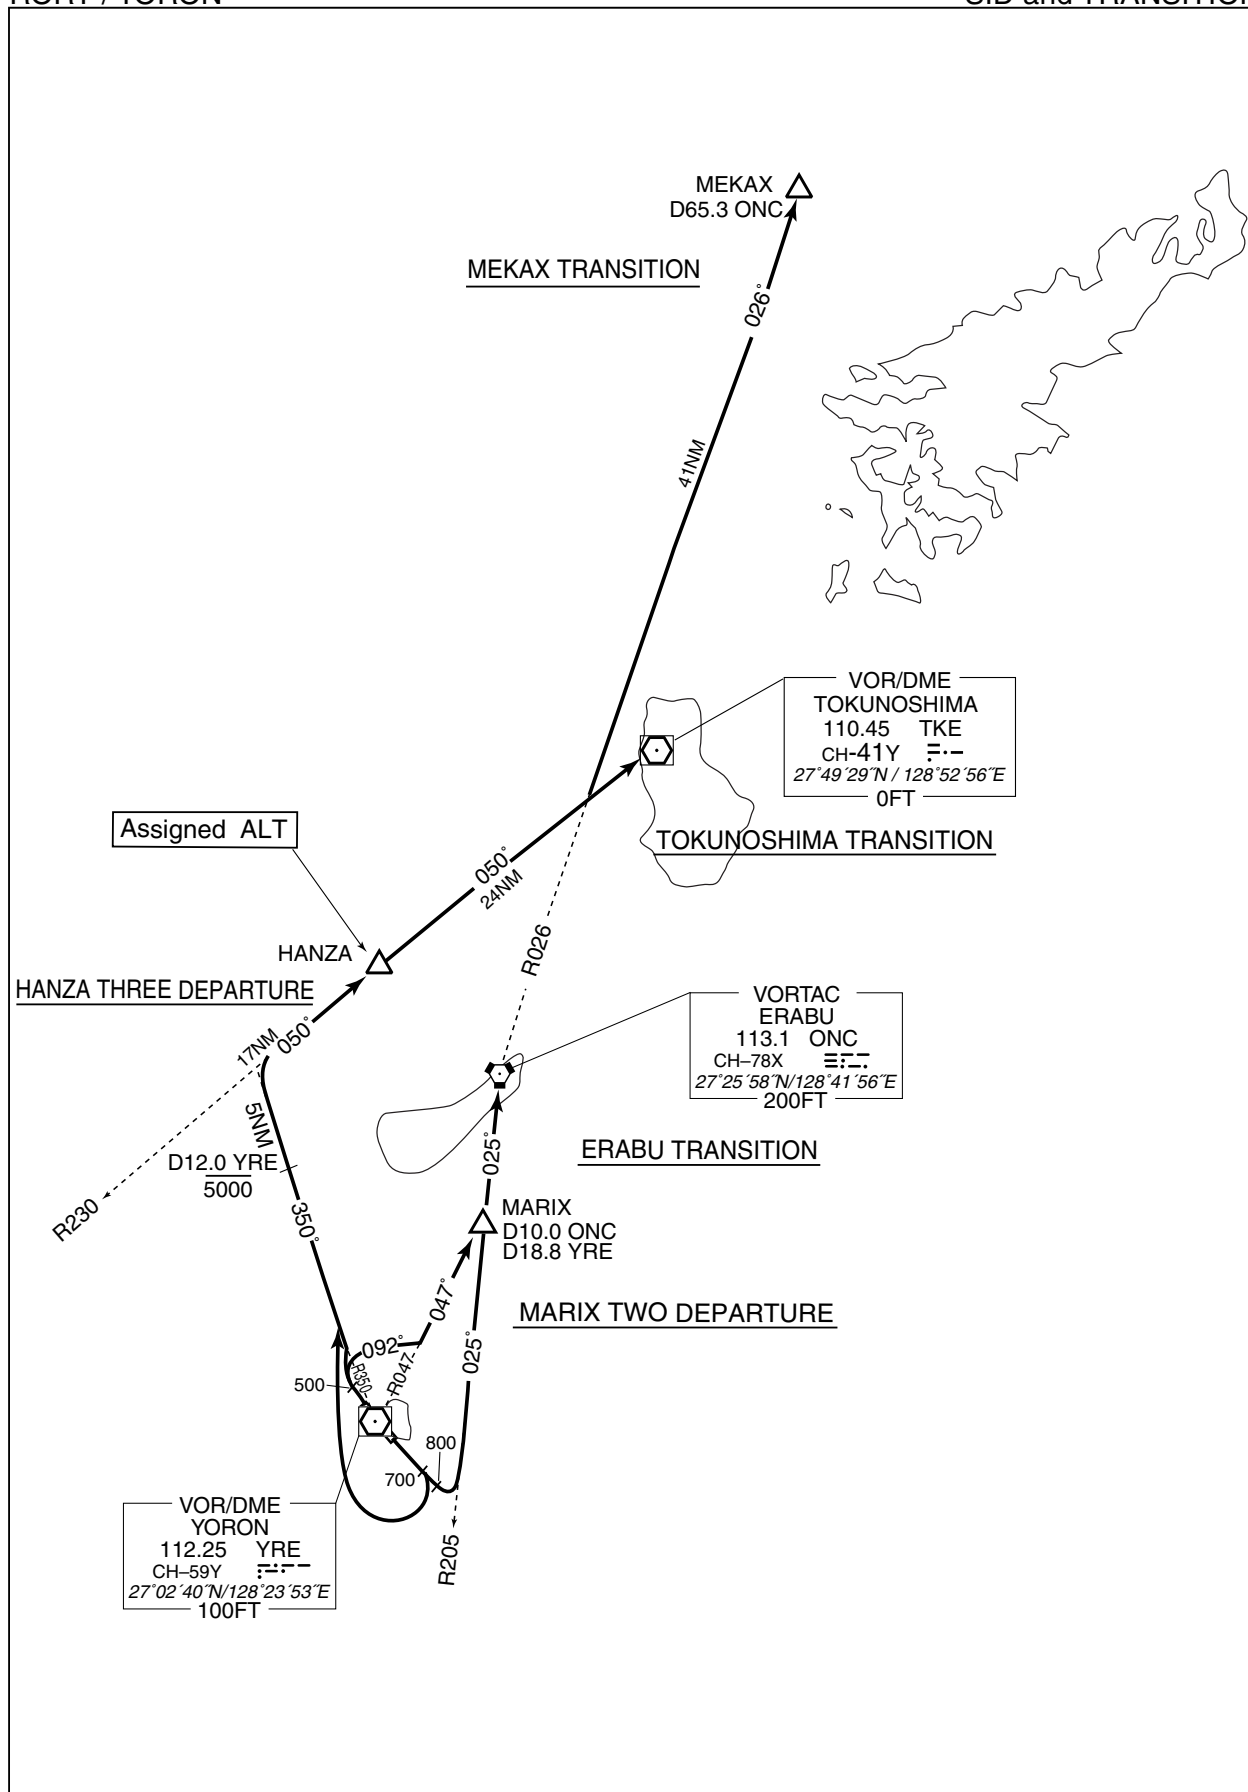 MEKAX
D65.3 ONC
MEKAX TRANSITION
026°
41NM
VOR/DME
TOKUNOSHIMA
110.45 TKE
CH-41Y
27°49´29˝N / 128°52´56˝E
0FT
TOKUNOSHIMA TRANSITION
Assigned ALT
050°
24NM
HANZA
R026
HANZA THREE DEPARTURE
VORTAC
ERABU
113.1 ONC
CH–78X
27°25´58˝N/128°41´56˝E
200FT
17NM
050°
5NM
ERABU TRANSITION
025°
D12.0 YRE
5000
R230
350°
MARIX
D10.0 ONC
D18.8 YRE
047°
MARIX TWO DEPARTURE
092°
025°
R350
R047
500
800
700
VOR/DME
YORON
112.25 YRE
CH–59Y
27°02´40˝N/128°23´53˝E
100FT
R205